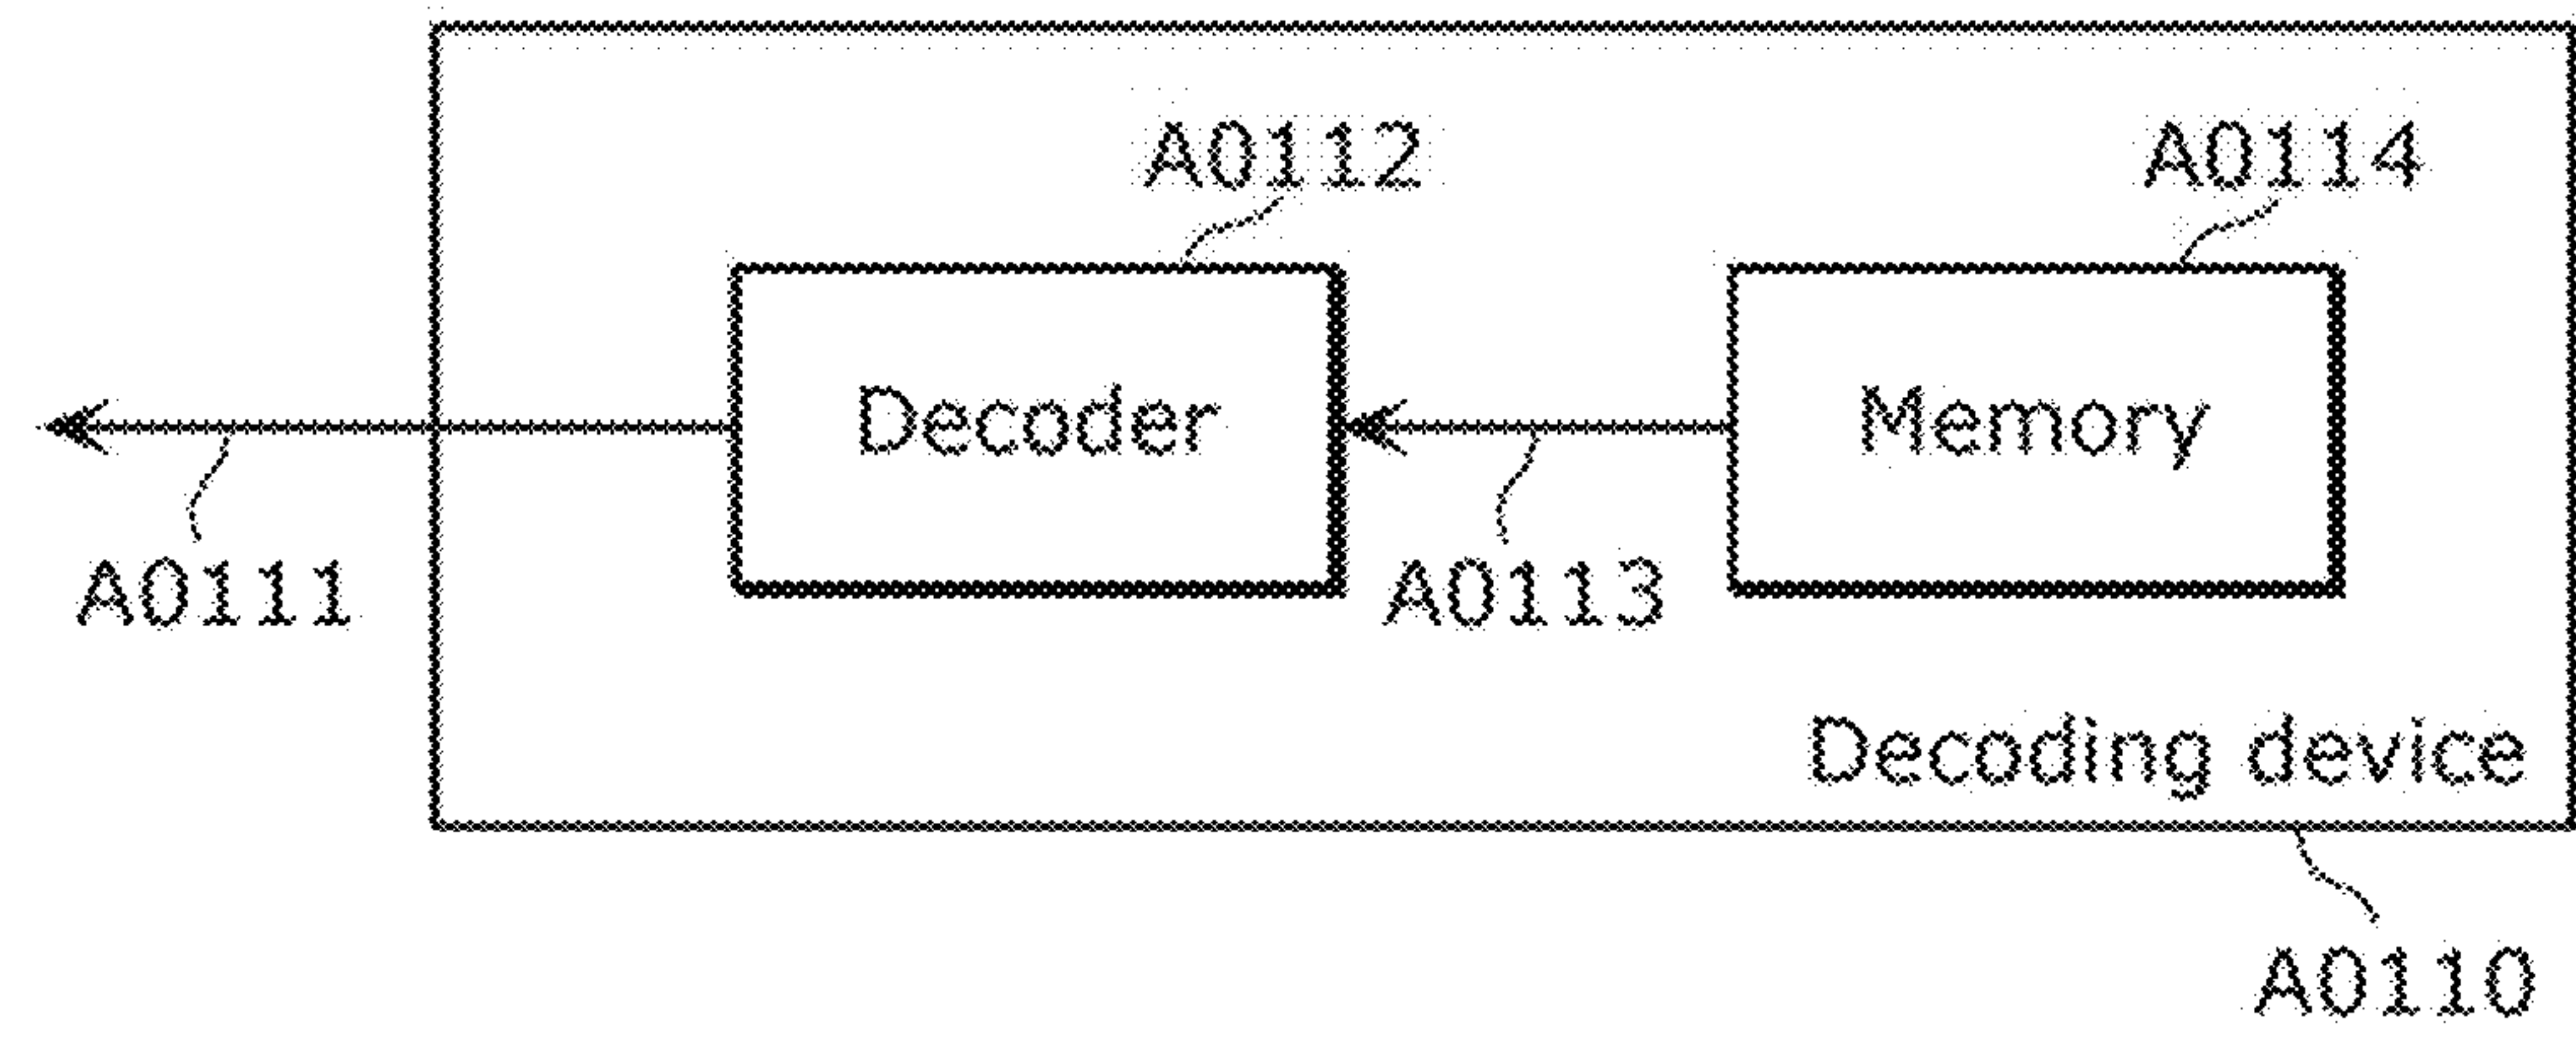 A0112
A0114
Decoder
Memory
A0111
A0113
Decoding device
A0110